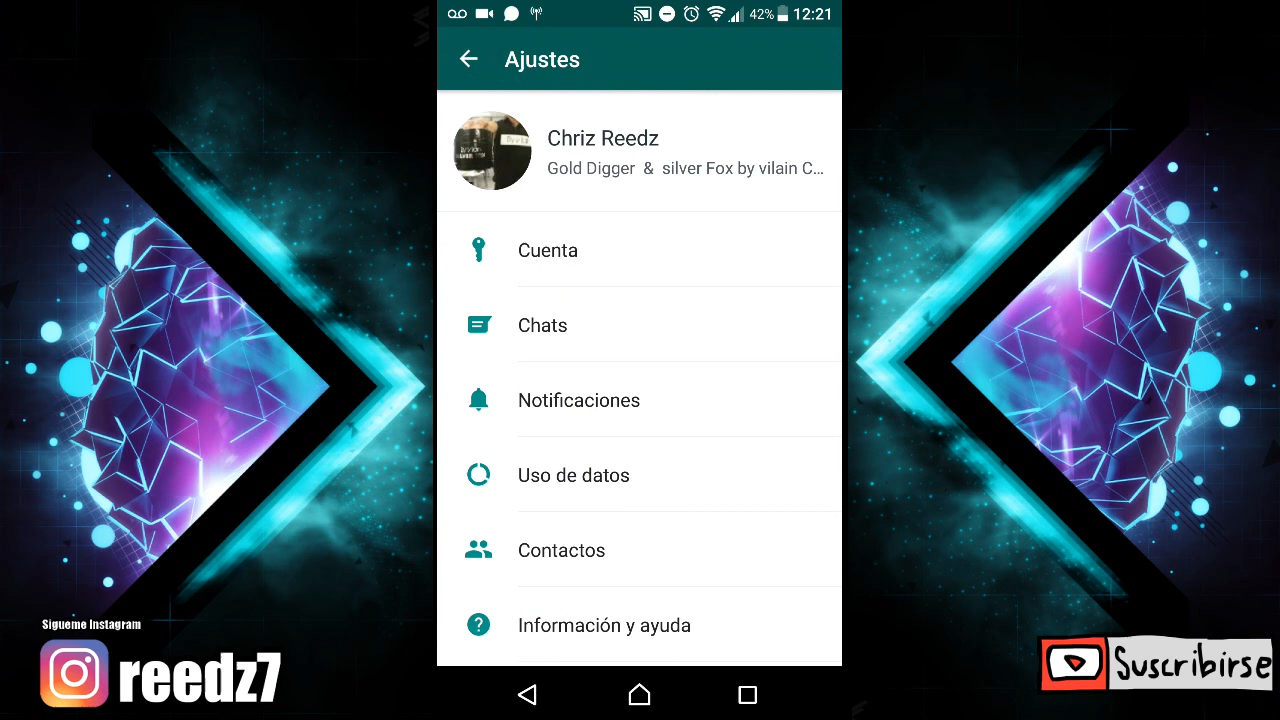 42% 12:21
Ajustes
Chriz Reedz
Gold Digger & silver Fox by vilain C...
Cuenta
Chats
Notificaciones
Uso de datos
Contactos
Información y ayuda
Sigueme Instagram
reedz7
Suscribirse